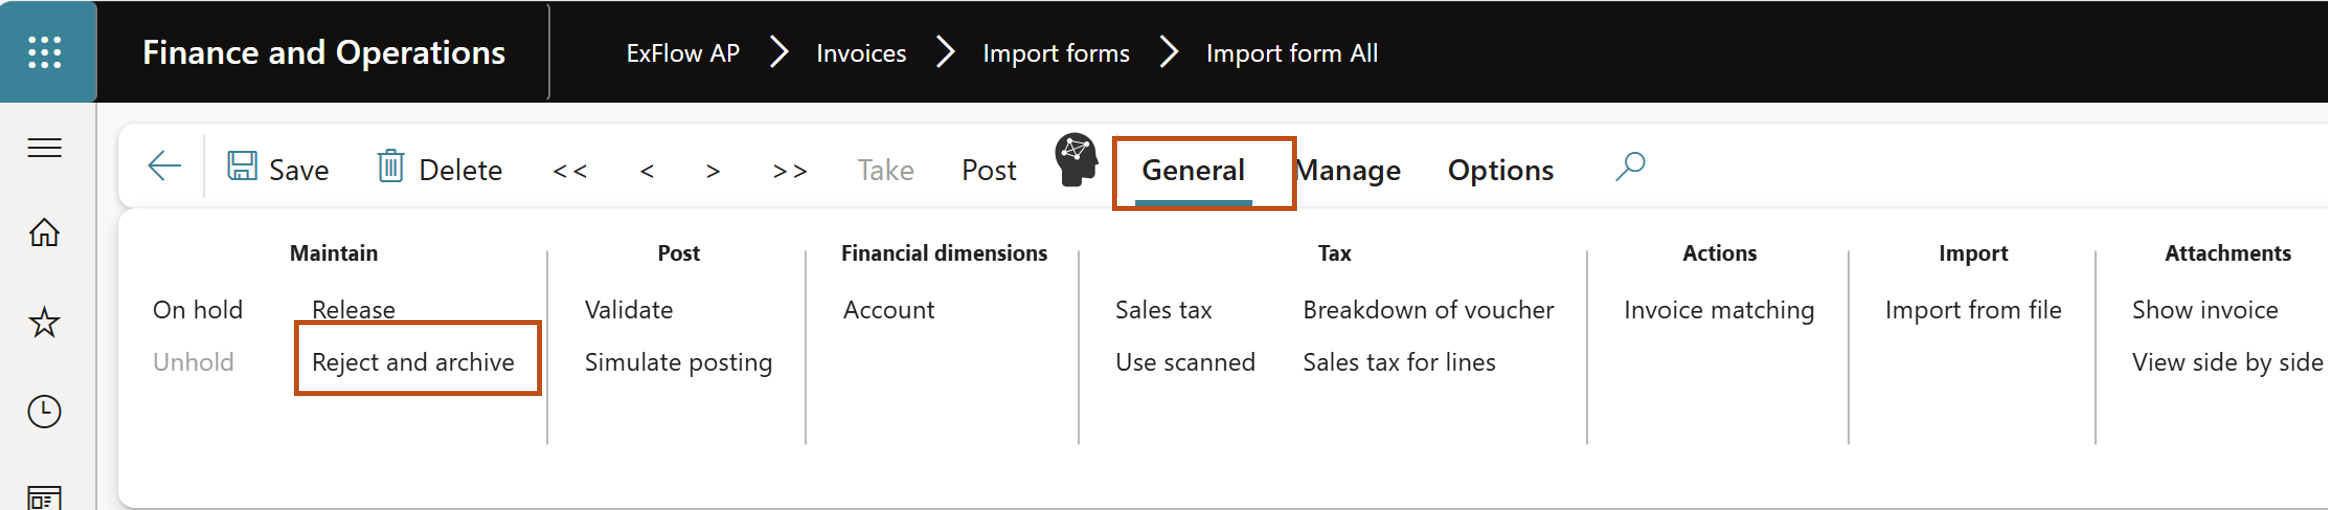 Finance and Operations
ExFlow AP > Invoices > Import forms > Import form All
Save Delete << < > >> Take Post General Manage Options
Maintain Post Financial dimensions Tax Actions Import Attachments
On hold Release Validate Account Sales tax Breakdown of voucher Invoice matching Import from file Show invoice
Unhold Reject and archive Simulate posting Use scanned Sales tax for lines View side by side